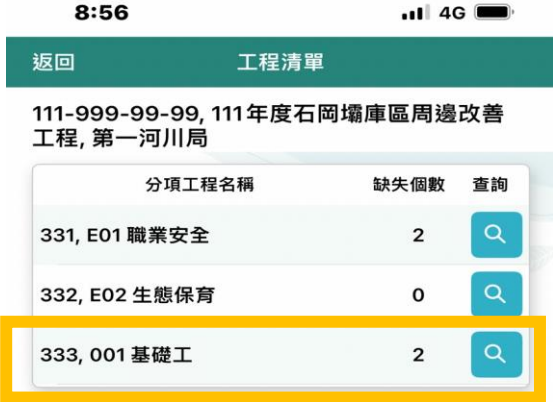 8:56 4G
返回 工程清單
111-999-99-99, 111年度石岡壩庫區周邊改善
工程, 第一河川局
分項工程名稱 缺失個數 查詢
331, E01 職業安全 2
332, E02 生態保育 0
333, 001 基礎工 2